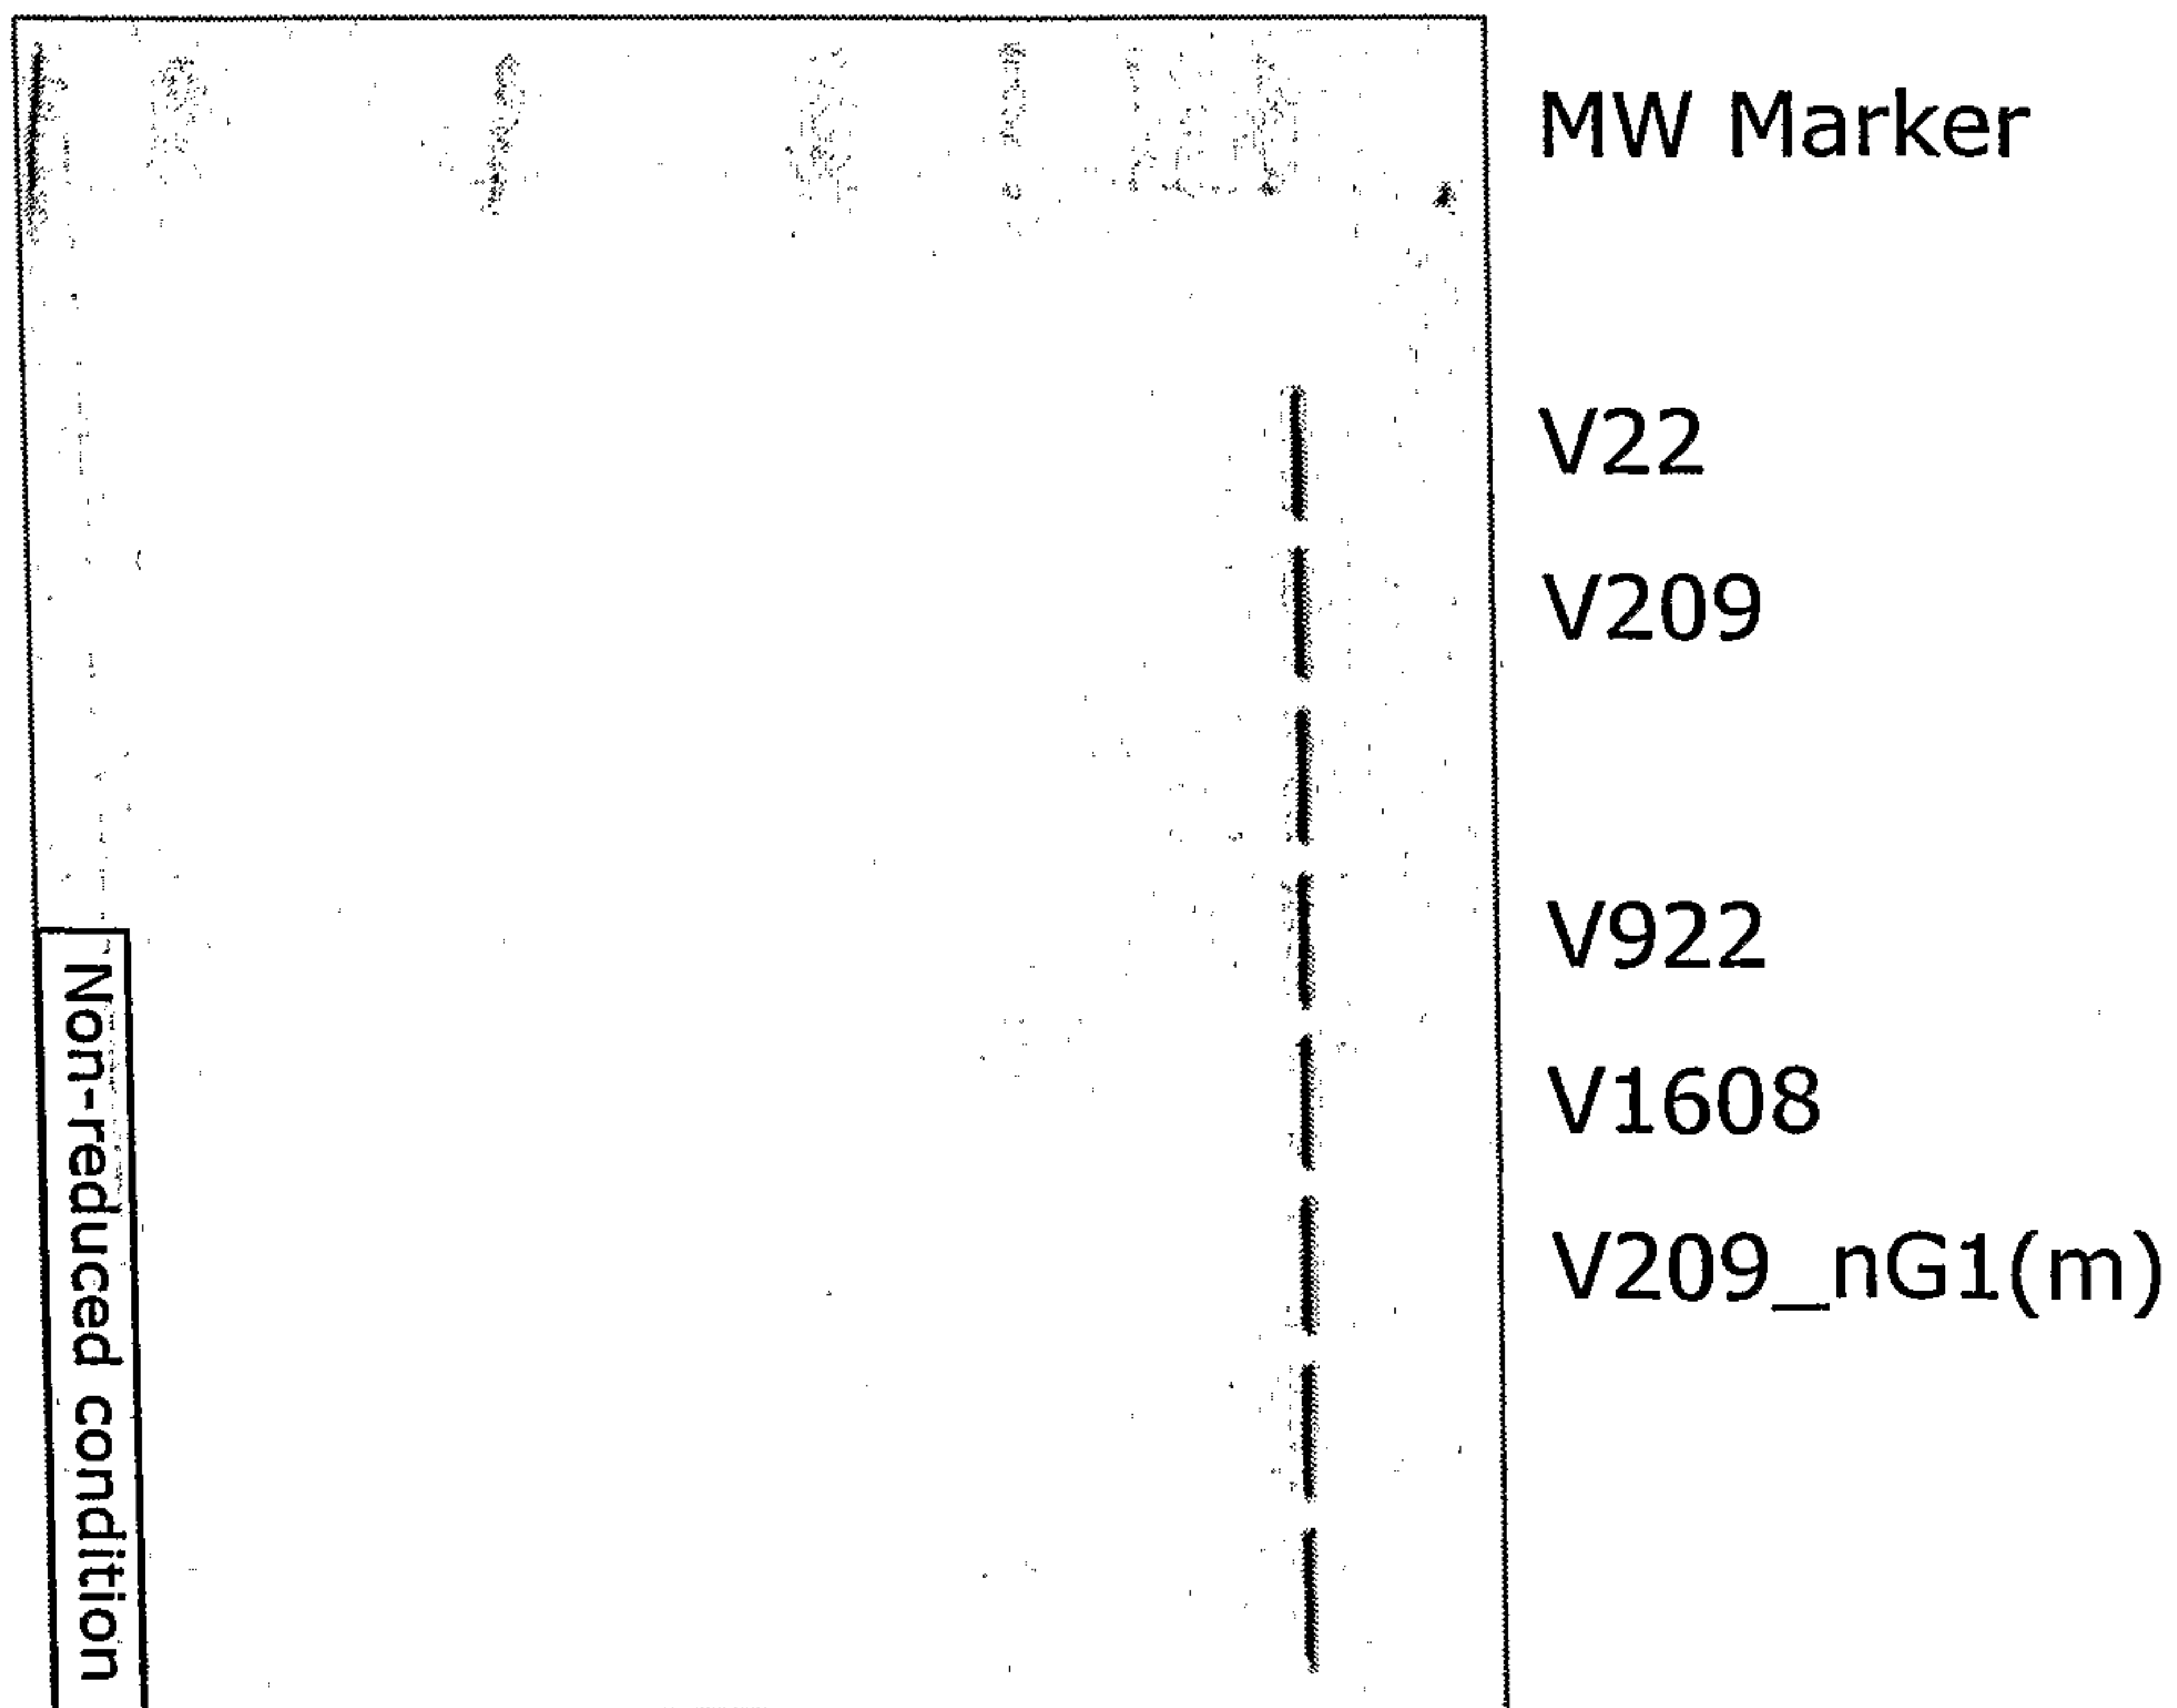 MW Marker
V22
V209
V922
V1608
V209_nG1(m)
Non-reduced condition